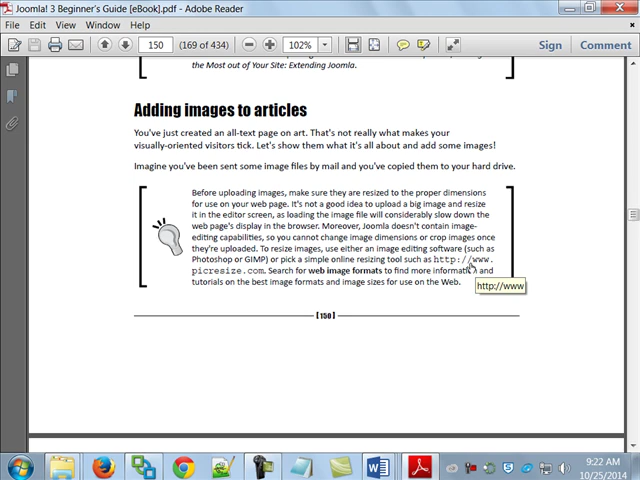 Joomla! 3 Beginner's Guide [eBook].pdf - Adobe Reader
File Edit View Window Help
150 (169 of 434) 102% Sign Comment
the Most out of Your Site: Extending Joomla.
Adding images to articles
You've just created an all-text page on art. That's not really what makes your
visually-oriented visitors tick. Let's show them what it's all about and add some images!
Imagine you've been sent some image files by mail and you've copied them to your hard drive.
Before uploading images, make sure they are resized to the proper dimensions
for use on your web page. It's not a good idea to upload a big image and resize
it in the editor screen, as loading the image file will considerably slow down the
web page's display in the browser. Moreover, Joomla doesn't contain image-
editing capabilities, so you cannot change image dimensions or crop images once
they're uploaded. To resize images, use either an image editing software (such as
Photoshop or GIMP) or pick a simple online resizing tool such as http://www.
picresize.com. Search for web image formats to find more information and
tutorials on the best image formats and image sizes for use on the Web.
http://www
[ 150 ]
9:22 AM
10/25/2014